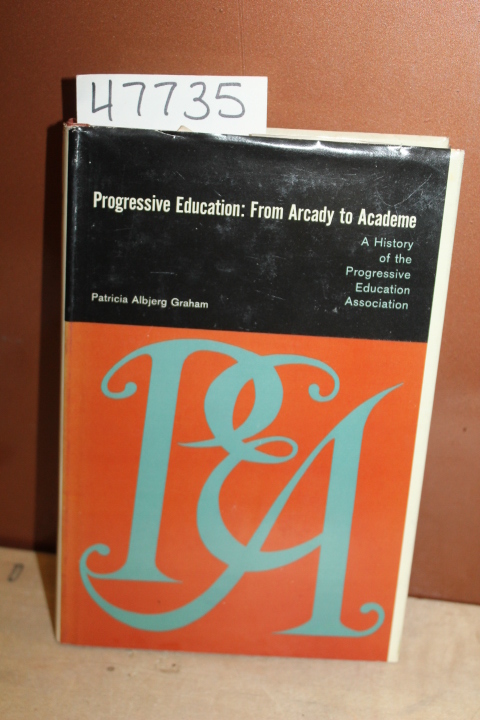 47735
Progressive Education: From Arcady to Academe
A History
of the
Progressive
Education
Association
Patricia Albjerg Graham
PEA